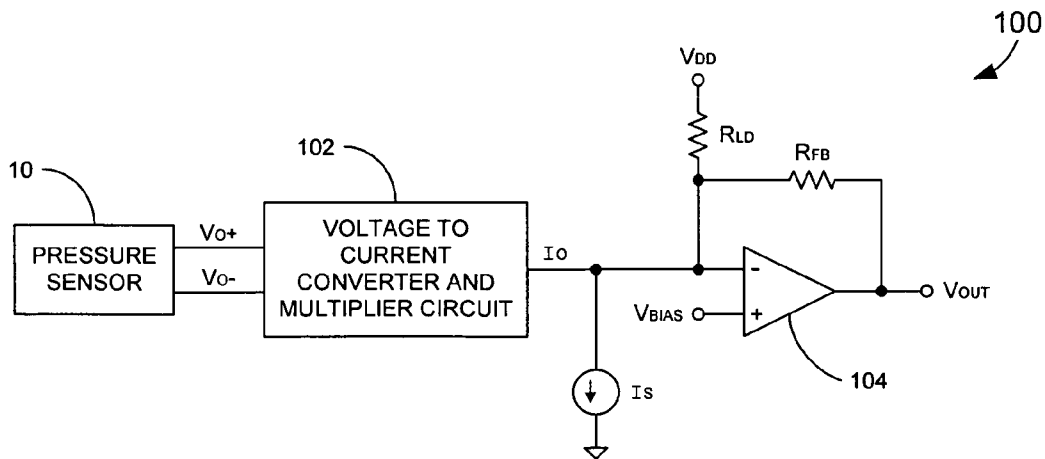 100
VDD
RLD
RFB
102
10
PRESSURE
SENSOR
VO+
VO-
VOLTAGE TO
CURRENT
CONVERTER AND
MULTIPLIER CIRCUIT
IO
-
+
VBIAS
VOUT
104
IS